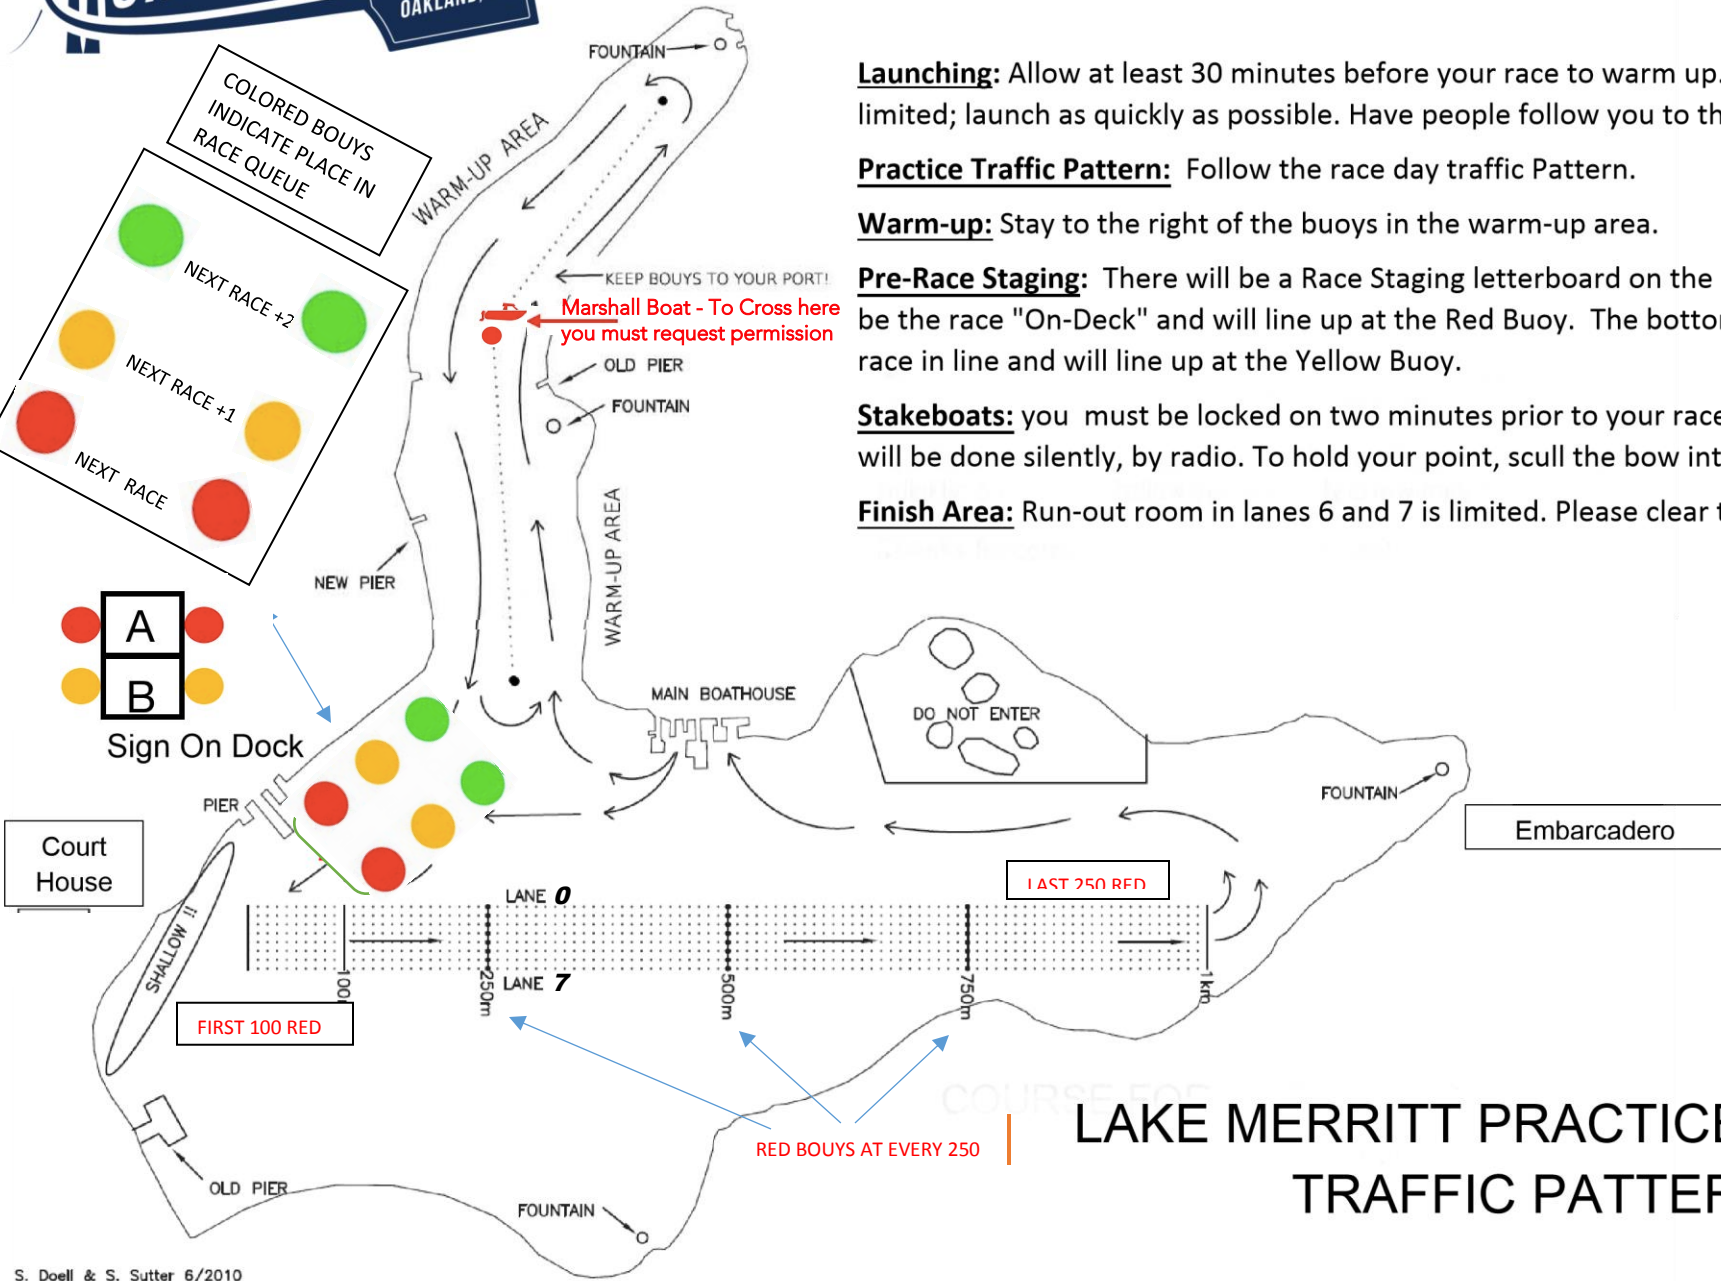 OAKLAND,
COLORED BOUYS
INDICATE PLACE IN
RACE QUEUE
NEXT RACE +2
NEXT RACE +1
NEXT RACE
A
B
Sign On Dock
FOUNTAIN
WARM-UP AREA
KEEP BOUYS TO YOUR PORT!
Marshall Boat - To Cross here
you must request permission
OLD PIER
FOUNTAIN
WARM-UP AREA
NEW PIER
MAIN BOATHOUSE
DO NOT ENTER
FOUNTAIN
Embarcadero
PIER
Court
House
SHALLOW !!
LANE 0
LAST 250 RED
LANE 7
100
250m
500m
750m
1km
FIRST 100 RED
RED BOUYS AT EVERY 250
OLD PIER
FOUNTAIN
S. Doell & S. Sutter 6/2010
Launching: Allow at least 30 minutes before your race to warm up.
limited; launch as quickly as possible. Have people follow you to th
Practice Traffic Pattern: Follow the race day traffic Pattern.
Warm-up: Stay to the right of the buoys in the warm-up area.
Pre-Race Staging: There will be a Race Staging letterboard on the
be the race "On-Deck" and will line up at the Red Buoy. The bottor
race in line and will line up at the Yellow Buoy.
Stakeboats: you must be locked on two minutes prior to your race
will be done silently, by radio. To hold your point, scull the bow int
Finish Area: Run-out room in lanes 6 and 7 is limited. Please clear t
COURSE FOR
LAKE MERRITT PRACTICE
TRAFFIC PATTER